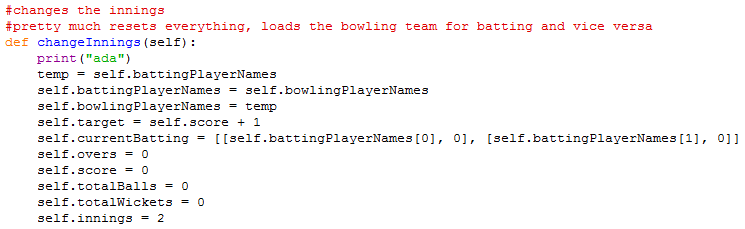 #changes the innings
#pretty much resets everything, loads the bowling team for batting and vice versa
def changeInnings(self):
    print("ada")
    temp = self.battingPlayerNames
    self.battingPlayerNames = self.bowlingPlayerNames
    self.bowlingPlayerNames = temp
    self.target = self.score + 1
    self.currentBatting = [[self.battingPlayerNames[0], 0], [self.battingPlayerNames[1], 0]]
    self.overs = 0
    self.score = 0
    self.totalBalls = 0
    self.totalWickets = 0
    self.innings = 2